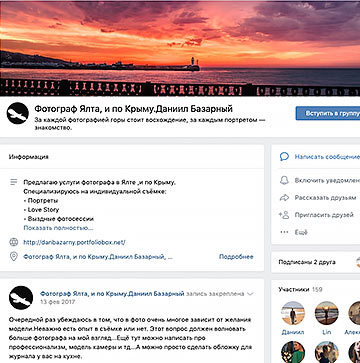 Фотограф Ялта, и по Крыму.Даниил Базарный
За каждой фотографией горы стоит восхождение, за каждым портретом —
знакомство.
Вступить в группу
Информация
Предлагаю услуги фотографа в Ялте ,и по Крыму.
Специализируюсь на индивидуальной съёмке:
- Портреты
- Love Story
- Выездные фотосессии
Показать полностью...
http://danbazarny.portfoliobox.net/
Фотограф Ялта, и по Крыму.Даниил Базарный, ...
Подробнее
Написать сообщение
Включить уведомлен
Рассказать друзьям
Пригласить друзей
Ещё
Подписаны 2 друга
Участники 159
Даниил
Lin
Алексан
Фотограф Ялта, и по Крыму.Даниил Базарный запись закреплена
13 фев 2017
Очередной раз убеждаюсь в том, что в фото очень многое зависит от желания
модели.Неважно есть опыт в съёмке или нет. Этот вопрос должен волновать
больше фотографа на мой взгляд...Ещё тут можно написать про
профессионализм, модель камеры и тд...А можно просто сделать обложку для
журнала у вас на кухне.